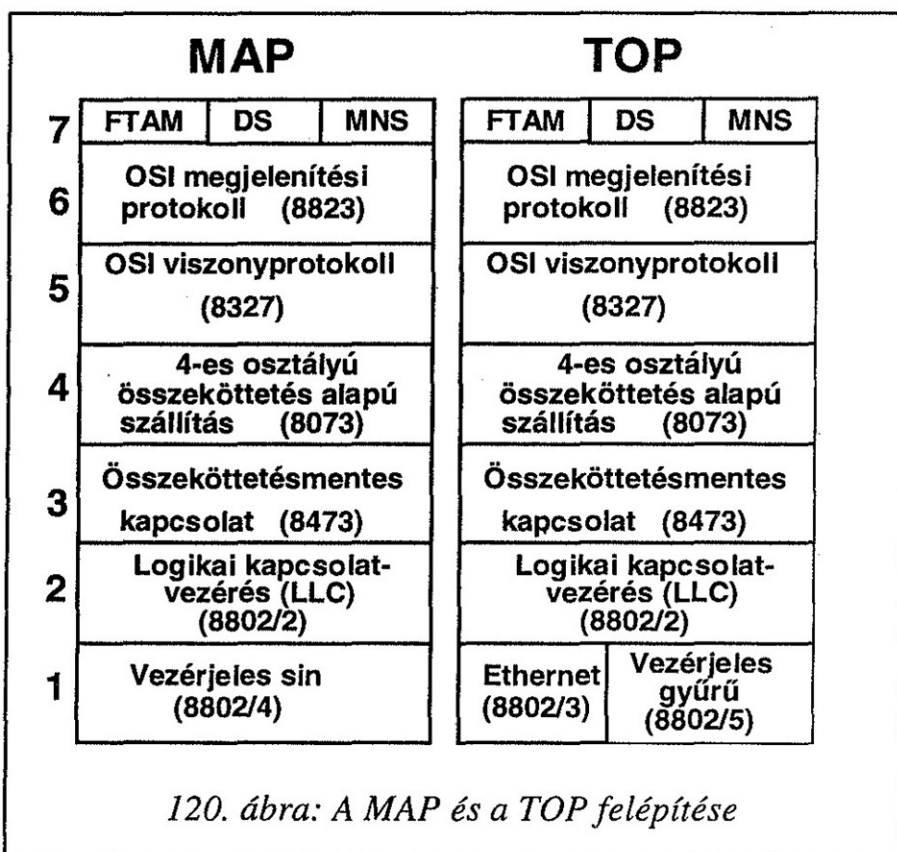 MAP TOP
7 FTAM DS MNS FTAM DS MNS
6 OSI megjelenítési protokoll (8823) OSI megjelenítési protokoll (8823)
5 OSI viszonyprotokoll (8327) OSI viszonyprotokoll (8327)
4 4-es osztályú összeköttetés alapú szállítás (8073) 4-es osztályú összeköttetés alapú szállítás (8073)
3 Összeköttetésmentes kapcsolat (8473) Összeköttetésmentes kapcsolat (8473)
2 Logikai kapcsolat-vezérés (LLC) (8802/2) Logikai kapcsolat-vezérés (LLC) (8802/2)
1 Vezérjeles sin (8802/4) Ethernet (8802/3) Vezérjeles gyűrű (8802/5)
120. ábra: A MAP és a TOP felépítése